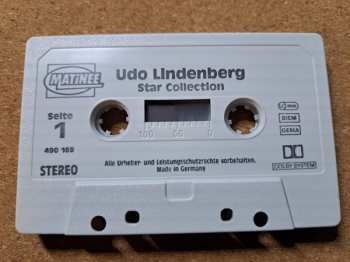 MATINEE
Udo Lindenberg
Star Collection
Seite
1
490 169
100 50 0
BIEM
GEMA
STEREO
Alle Urheber- und Leistungsschutzrechte vorbehalten.
Made in Germany
DOLBY SYSTEM